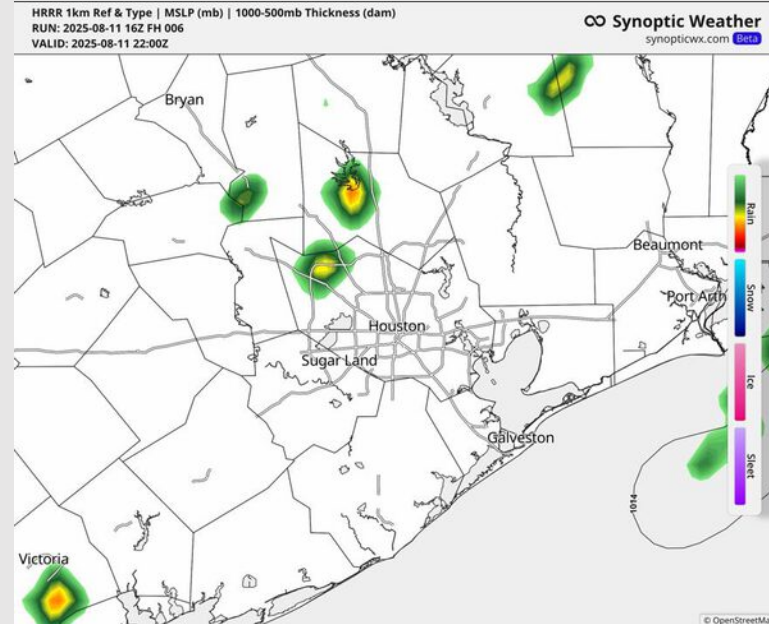 HRRR 1km Ref & Type | MSLP (mb) | 1000-500mb Thickness (dam)
RUN: 2025-08-11 16Z FH 006
VALID: 2025-08-11 22:00Z
Synoptic Weather
synopticwx.com Beta
Bryan
Rain
Beaumont
Port Arth
Snow
Houston
Sugar Land
Ice
Galveston
Sleet
1014
Victoria
© OpenStreetMa